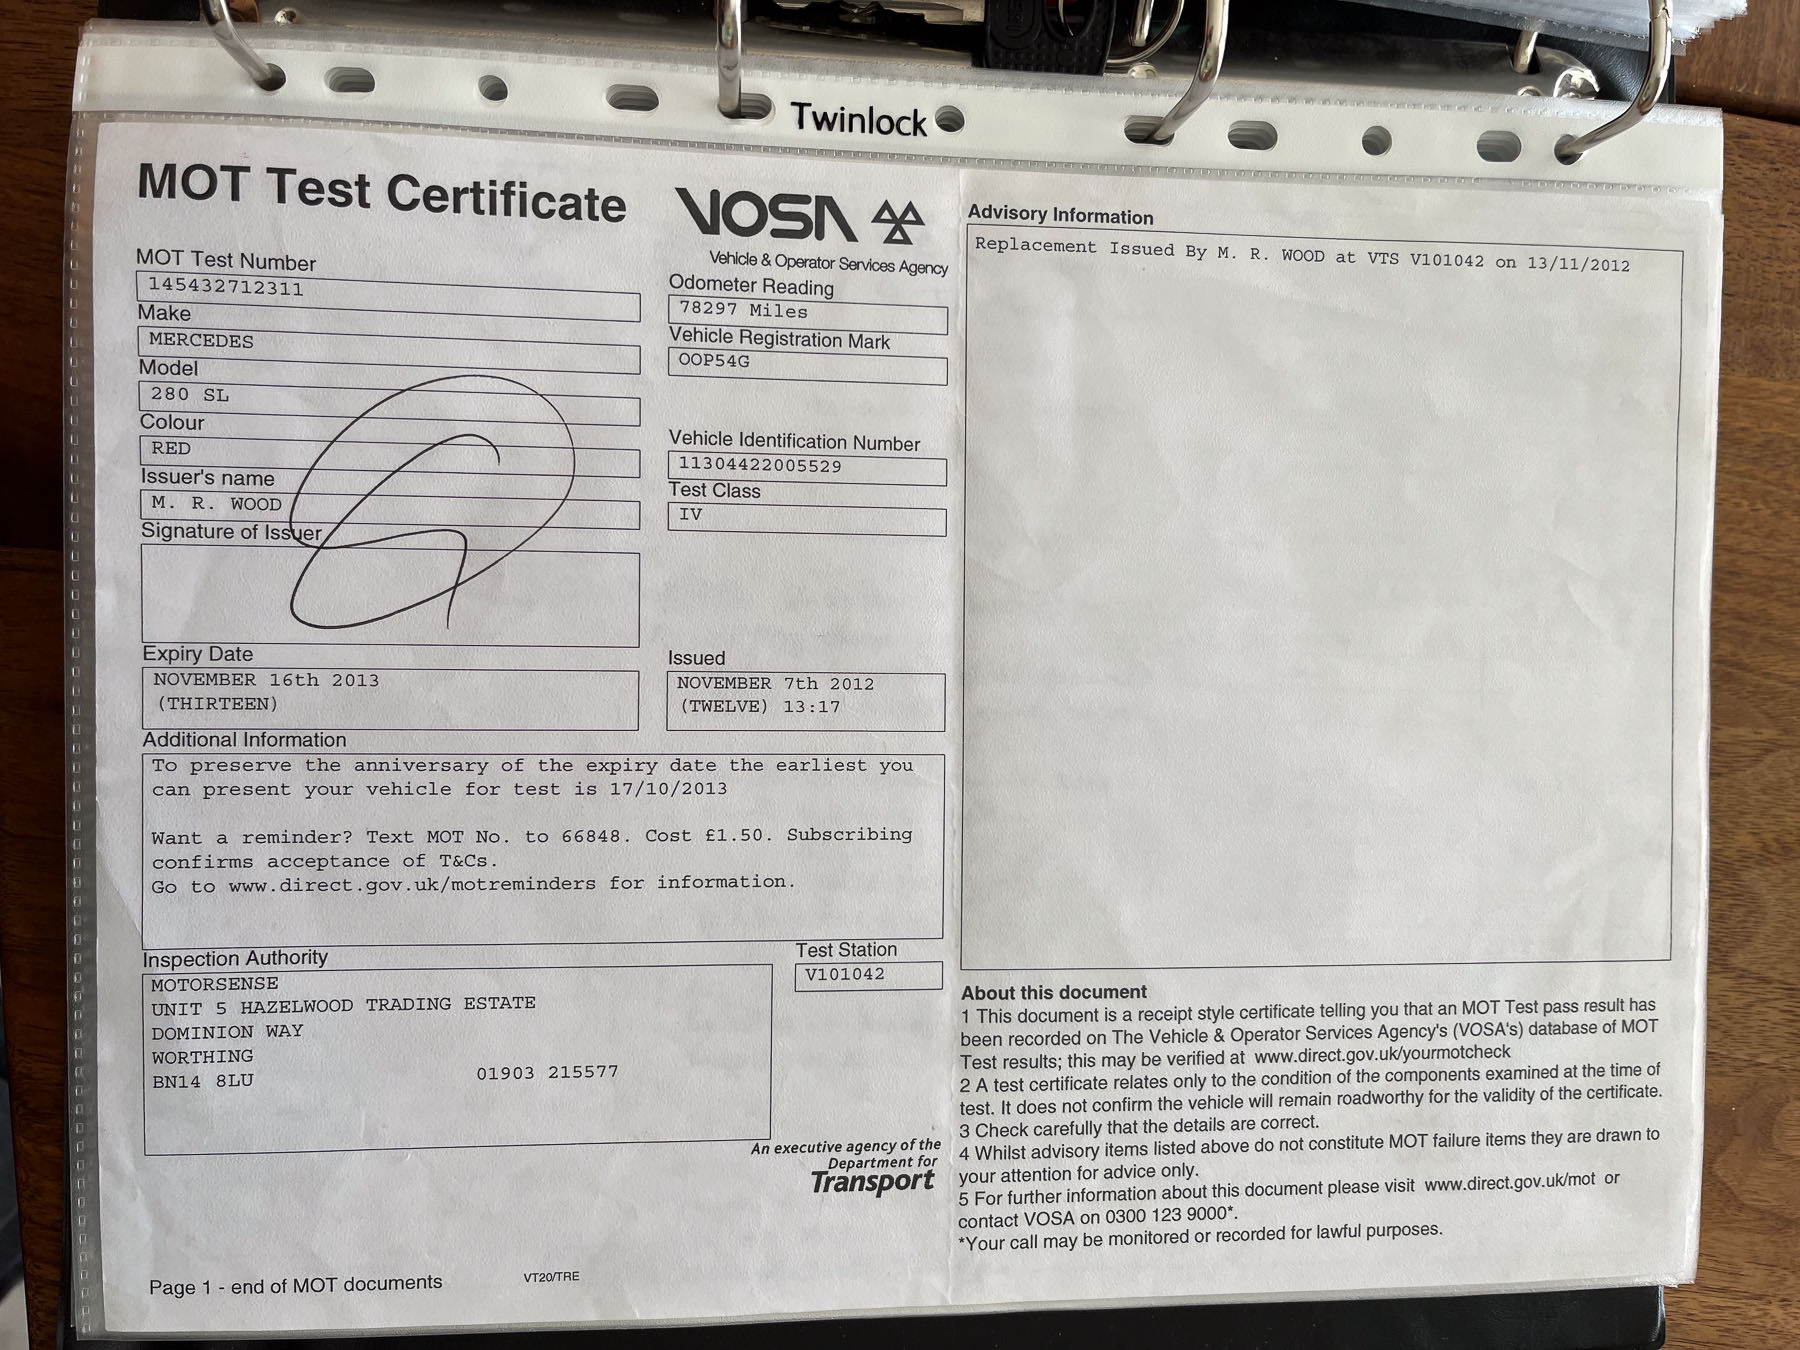 Twinlock
MOT Test Certificate
VOSA
Vehicle & Operator Services Agency
MOT Test Number
145432712311
Make
MERCEDES
Model
280 SL
Colour
RED
Issuer's name
M. R. WOOD
Signature of Issuer
Odometer Reading
78297 Miles
Vehicle Registration Mark
OOP54G
Vehicle Identification Number
11304422005529
Test Class
IV
Expiry Date
NOVEMBER 16th 2013
(THIRTEEN)
Issued
NOVEMBER 7th 2012
(TWELVE) 13:17
Additional Information
To preserve the anniversary of the expiry date the earliest you
can present your vehicle for test is 17/10/2013
Want a reminder? Text MOT No. to 66848. Cost £1.50. Subscribing
confirms acceptance of T&Cs.
Go to www.direct.gov.uk/motreminders for information.
Inspection Authority
MOTORSENSE
UNIT 5 HAZELWOOD TRADING ESTATE
DOMINION WAY
WORTHING
BN14 8LU 01903 215577
Test Station
V101042
An executive agency of the
Department for
Transport
Page 1 - end of MOT documents
VT20/TRE
Advisory Information
Replacement Issued By M. R. WOOD at VTS V101042 on 13/11/2012
About this document
1 This document is a receipt style certificate telling you that an MOT Test pass result has
been recorded on The Vehicle & Operator Services Agency's (VOSA's) database of MOT
Test results; this may be verified at www.direct.gov.uk/yourmotcheck
2 A test certificate relates only to the condition of the components examined at the time of
test. It does not confirm the vehicle will remain roadworthy for the validity of the certificate.
3 Check carefully that the details are correct.
4 Whilst advisory items listed above do not constitute MOT failure items they are drawn to
your attention for advice only.
5 For further information about this document please visit www.direct.gov.uk/mot or
contact VOSA on 0300 123 9000*.
*Your call may be monitored or recorded for lawful purposes.